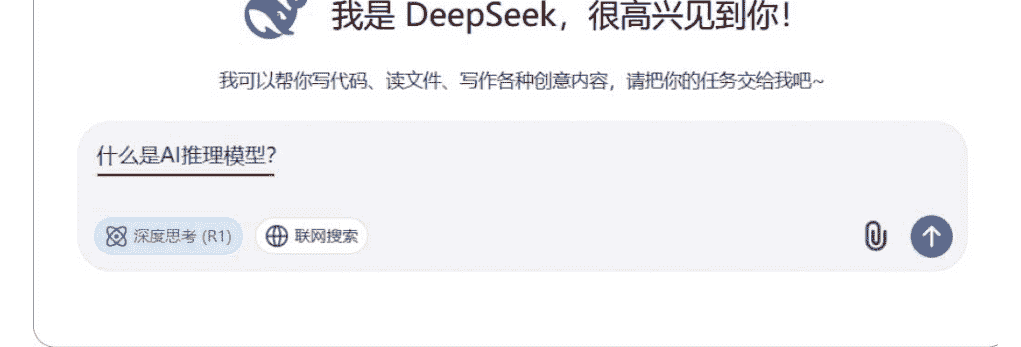 我是 DeepSeek，很高兴见到你！
我可以帮你写代码、读文件、写作各种创意内容，请把你的任务交给我吧~
什么是AI推理模型?
深度思考 (R1) 联网搜索